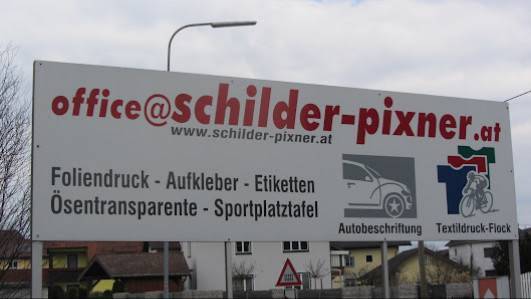 office@schilder-pixner.at
www.schilder-pixner.at
Foliendruck - Aufkleber - Etiketten
Ösentransparente - Sportplatztafel
Autobeschriftung
Textildruck-Flock